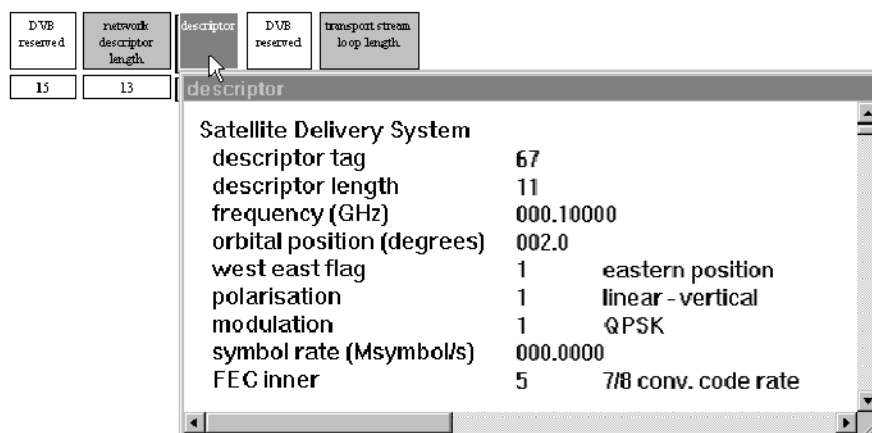 DVB reserved
network descriptor length
descriptor
DVB reserved
transport stream loop length
15
13
descriptor
Satellite Delivery System
descriptor tag 67
descriptor length 11
frequency (GHz) 000.10000
orbital position (degrees) 002.0
west east flag 1 eastern position
polarisation 1 linear - vertical
modulation 1 QPSK
symbol rate (Msymbol/s) 000.0000
FEC inner 5 7/8 conv. code rate